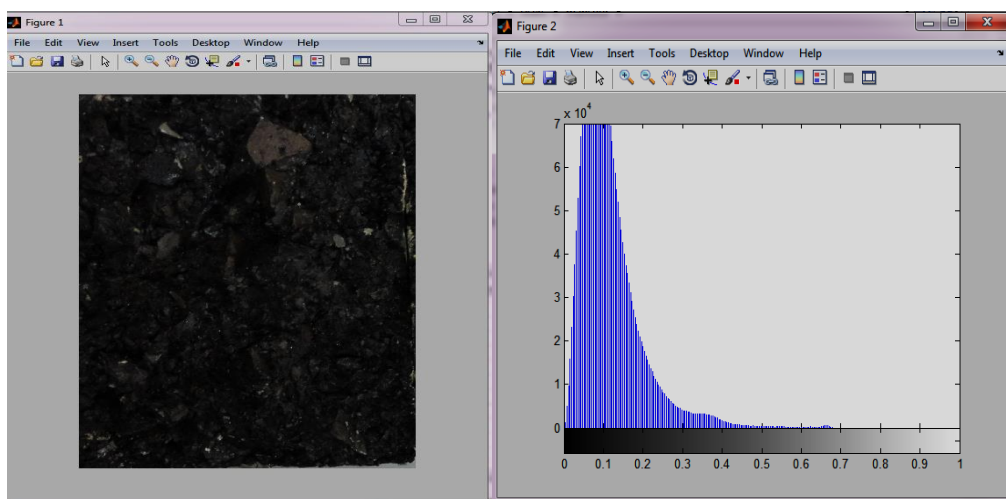 Figure 1
File Edit View Insert Tools Desktop Window Help
Figure 2
File Edit View Insert Tools Desktop Window Help
x 10^4
7
6
5
4
3
2
1
0
0 0.1 0.2 0.3 0.4 0.5 0.6 0.7 0.8 0.9 1